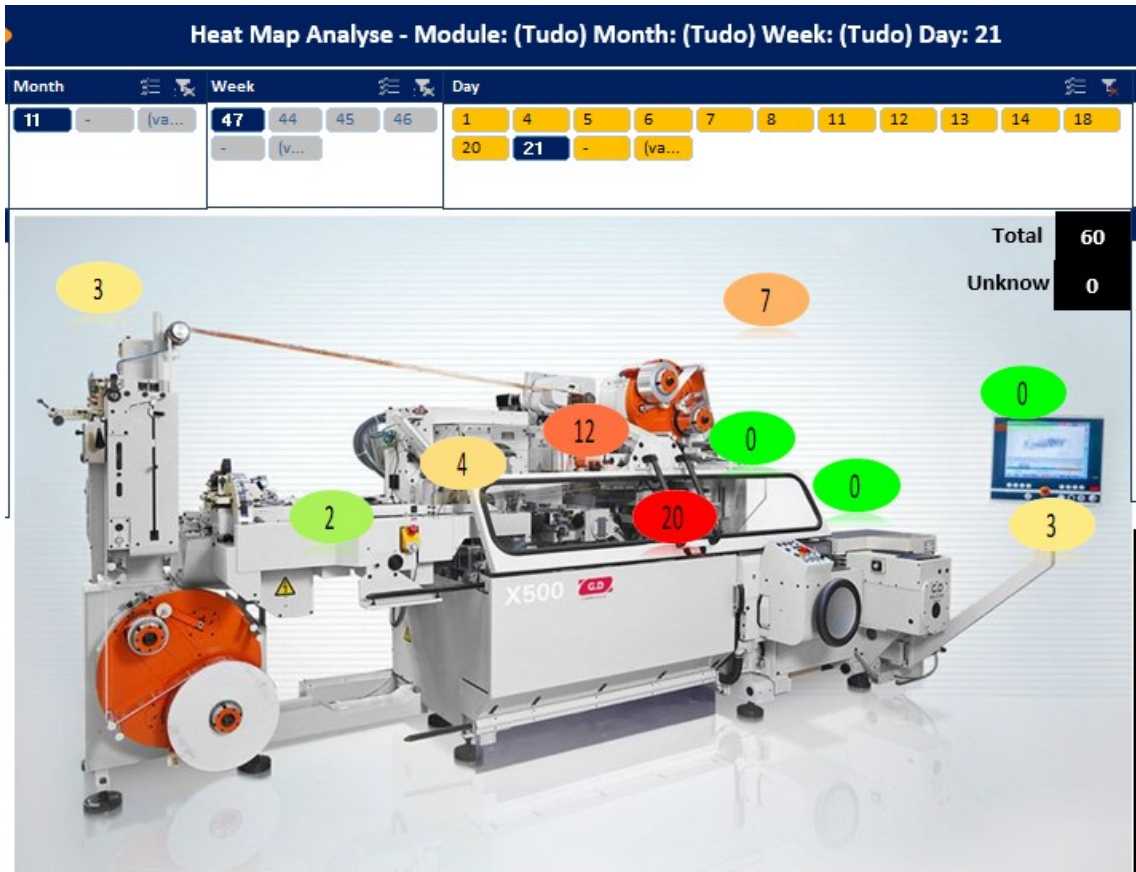 Heat Map Analyse - Module: (Tudo) Month: (Tudo) Week: (Tudo) Day: 21
Month
11 - (va...
Week
47 44 45 46
- (v...
Day
1 4 5 6 7 8 11 12 13 14 18
20 21 - (va...
Total 60
Unknow 0
3
7
0
12
0
4
0
2
20
3
X500 G.D